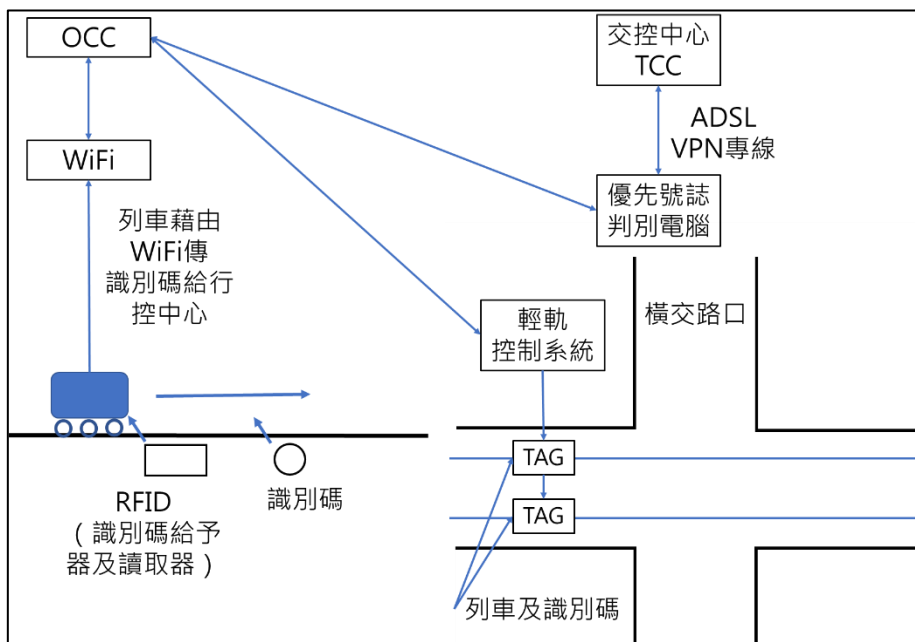 OCC
交控中心
TCC
ADSL
VPN專線
WiFi
優先號誌
判別電腦
列車藉由
WiFi傳
識別碼給行
控中心
輕軌
控制系統
橫交路口
TAG
TAG
RFID
（識別碼給予
器及讀取器）
識別碼
列車及識別碼